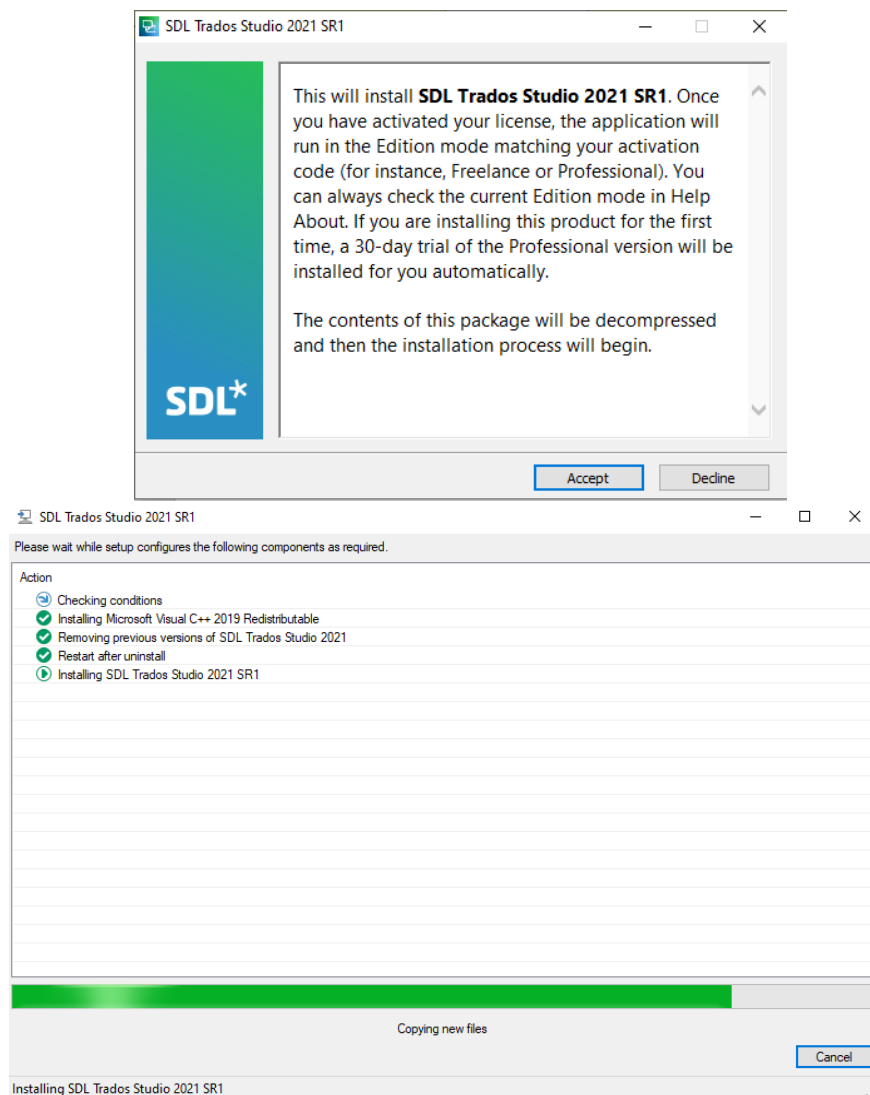 SDL Trados Studio 2021 SR1
This will install SDL Trados Studio 2021 SR1. Once
you have activated your license, the application will
run in the Edition mode matching your activation
code (for instance, Freelance or Professional). You
can always check the current Edition mode in Help
About. If you are installing this product for the first
time, a 30-day trial of the Professional version will be
installed for you automatically.
The contents of this package will be decompressed
and then the installation process will begin.
SDL*
Accept Decline
SDL Trados Studio 2021 SR1
Please wait while setup configures the following components as required.
Action
Checking conditions
Installing Microsoft Visual C++ 2019 Redistributable
Removing previous versions of SDL Trados Studio 2021
Restart after uninstall
Installing SDL Trados Studio 2021 SR1
Copying new files
Cancel
Installing SDL Trados Studio 2021 SR1